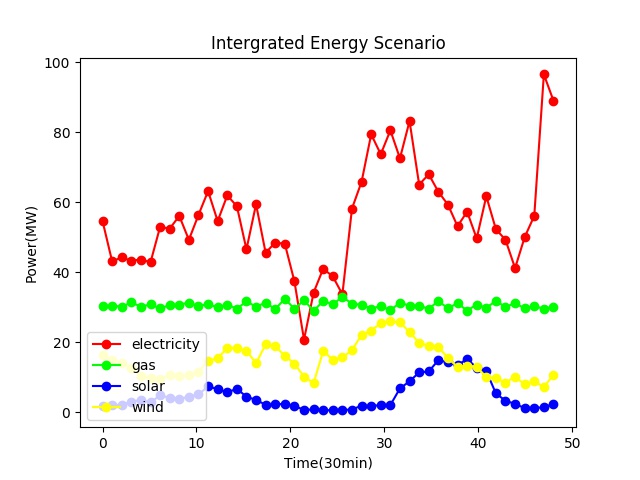 Intergrated Energy Scenario
Power(MW)
100
80
60
40
20
0
electricity
gas
solar
wind
0 10 20 30 40 50
Time(30min)